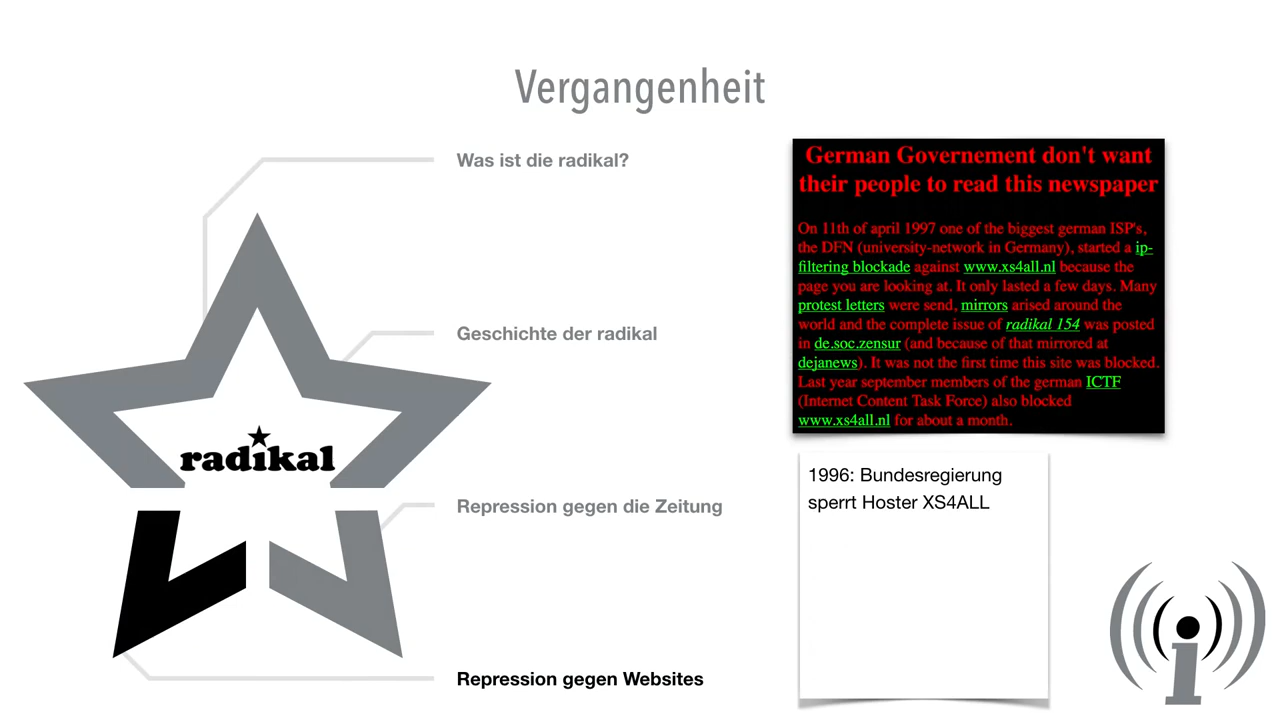 Vergangenheit
Was ist die radikal?
Geschichte der radikal
radikal
Repression gegen die Zeitung
Repression gegen Websites
German Governement don't want
their people to read this newspaper
On 11th of april 1997 one of the biggest german ISP's,
the DFN (university-network in Germany), started a ip-
filtering blockade against www.xs4all.nl because the
page you are looking at. It only lasted a few days. Many
protest letters were send, mirrors arised around the
world and the complete issue of radikal 154 was posted
in de.soc.zensur (and because of that mirrored at
dejanews). It was not the first time this site was blocked.
Last year september members of the german ICTF
(Internet Content Task Force) also blocked
www.xs4all.nl for about a month.
1996: Bundesregierung
sperrt Hoster XS4ALL
i